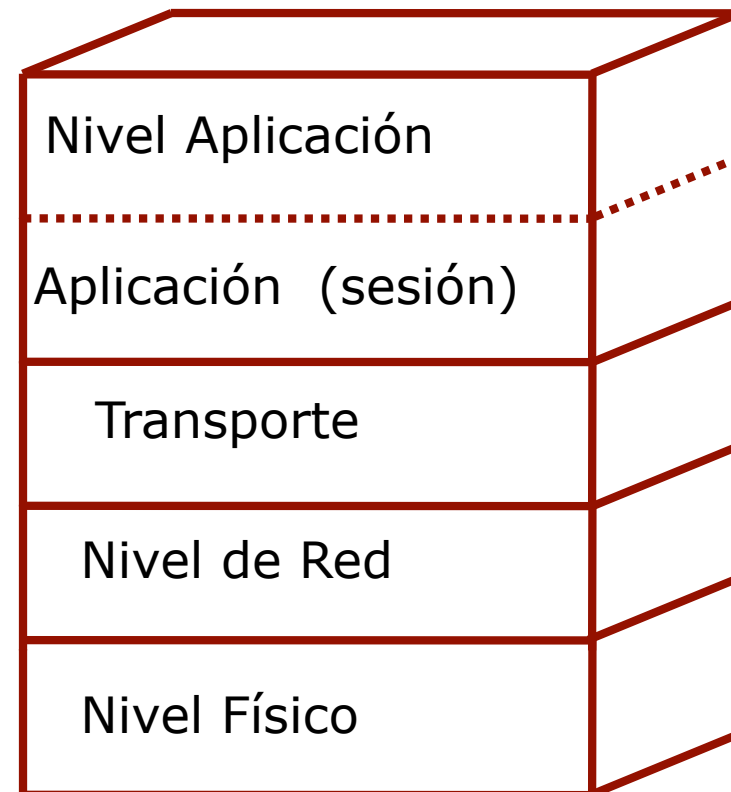 Nivel Aplicación
Aplicación (sesión)
Transporte
Nivel de Red
Nivel Físico